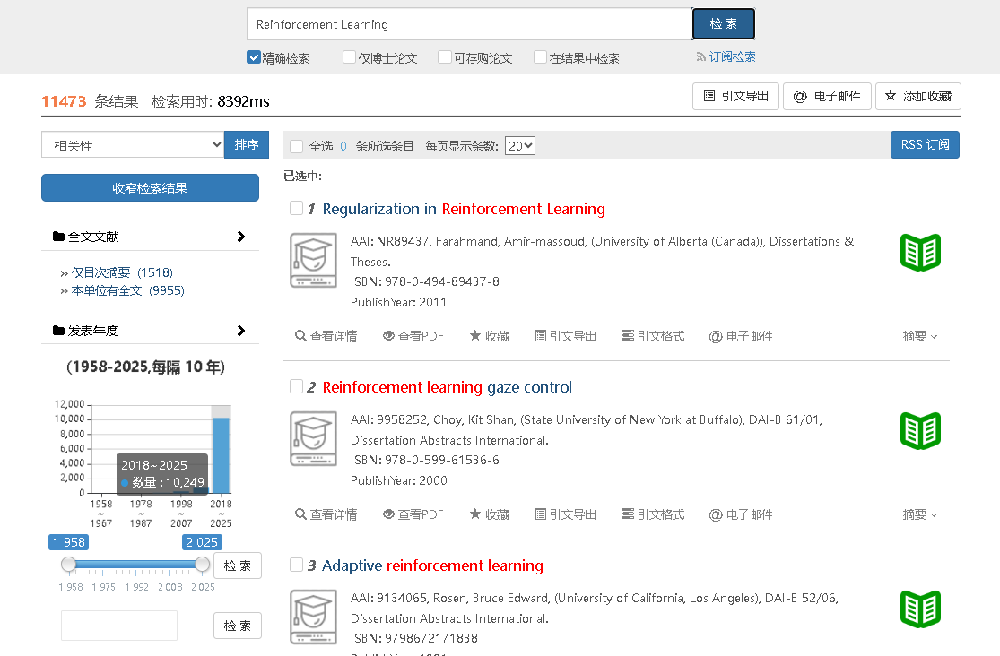 Reinforcement Learning
检 索
精确检索
仅博士论文
可荐购论文
在结果中检索
订阅检索
11473 条结果 检索用时: 8392ms
引文导出
@ 电子邮件
添加收藏
相关性
排序
全选 0 条所选条目 每页显示条数: 20
RSS 订阅
收窄检索结果
已选中:
全文文献
» 仅目次摘要 (1518)
» 本单位有全文 (9955)
发表年度
(1958-2025,每隔 10 年)
12,000
10,000
8,000
6,000
4,000
2,000
0
2018~2025
数量 : 10,249
1958 ~ 1967
1978 ~ 1987
1998 ~ 2007
2018 ~ 2025
1 958
2 025
检 索
1 958 1 975 1 992 2 008 2 025
检 索
1 Regularization in Reinforcement Learning
AAI: NR89437, Farahmand, Amir-massoud, (University of Alberta (Canada)), Dissertations &
Theses.
ISBN: 978-0-494-89437-8
PublishYear: 2011
查看详情 查看PDF 收藏 引文导出 引文格式 @ 电子邮件 摘要
2 Reinforcement learning gaze control
AAI: 9958252, Choy, Kit Shan, (State University of New York at Buffalo), DAI-B 61/01,
Dissertation Abstracts International.
ISBN: 978-0-599-61536-6
PublishYear: 2000
查看详情 查看PDF 收藏 引文导出 引文格式 @ 电子邮件 摘要
3 Adaptive reinforcement learning
AAI: 9134065, Rosen, Bruce Edward, (University of California, Los Angeles), DAI-B 52/06,
Dissertation Abstracts International.
ISBN: 9798672171838